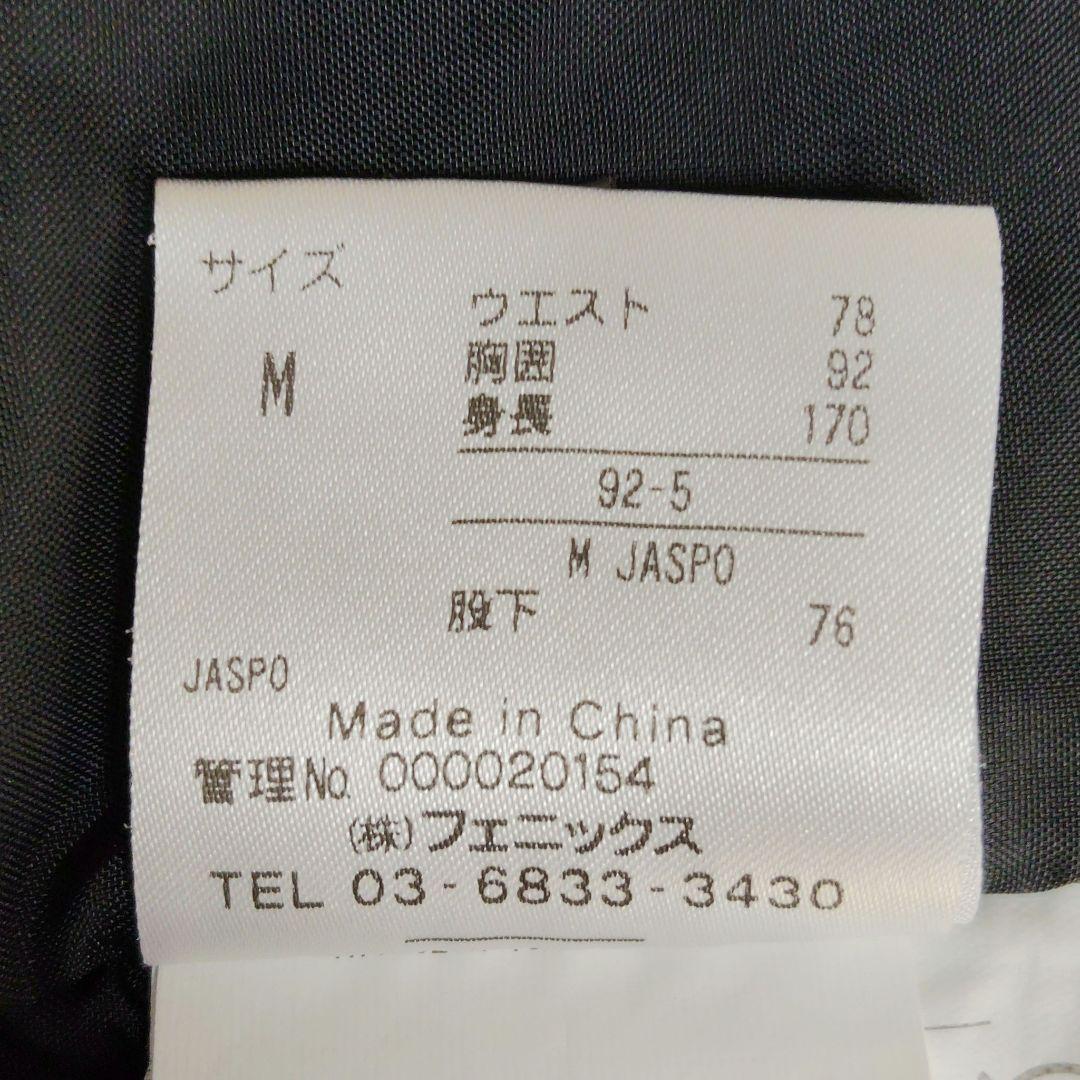 サイズ
M
ウエスト 78
胸囲 92
身長 170
92-5
M JASPO
股下 76
JASPO
Made in China
管理No. 000020154
(株)フェニックス
TEL 03-6833-3430